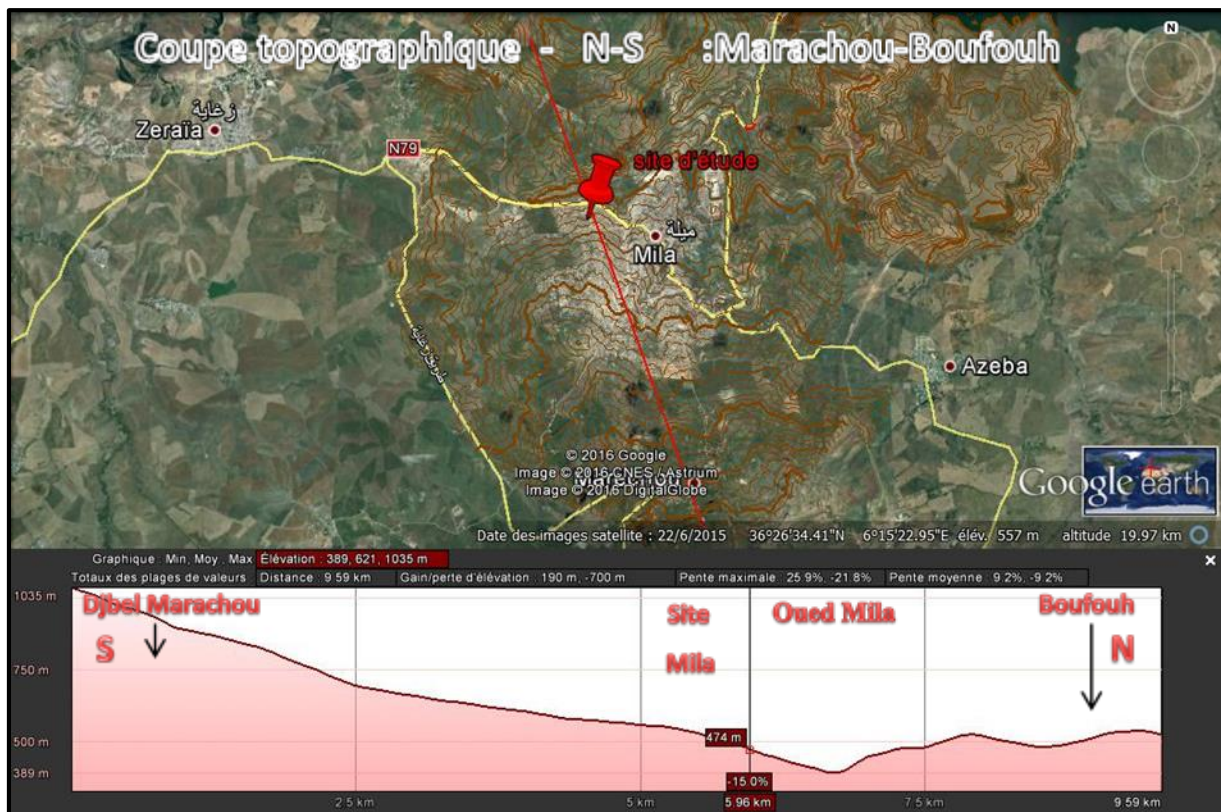 Coupe topographique - N-S :Marachou-Boufouh
N
زغاية
Zeraïa
N79
site d'étude
ميلة
Mila
طريق زغاية
Azeba
© 2016 Google
Image © 2016 CNES / Astrium
Marechou
Image © 2016 DigitalGlobe
Google earth
Date des images satellite : 22/6/2015 36°26'34.41"N 6°15'22.95"E élév. 557 m altitude 19.97 km
Graphique : Min, Moy , Max Élévation : 389, 621, 1035 m
Totaux des plages de valeurs Distance : 9.59 km Gain/perte d'élévation : 190 m, -700 m Pente maximale : 25.9%, -21.8% Pente moyenne : 9.2%, -9.2%
1035 m
Djbel Marachou Site Oued Mila Boufouh
S Mila N
750 m
474 m
500 m
389 m
-15.0%
2.5 km 5 km 5.96 km 7.5 km 9.59 km